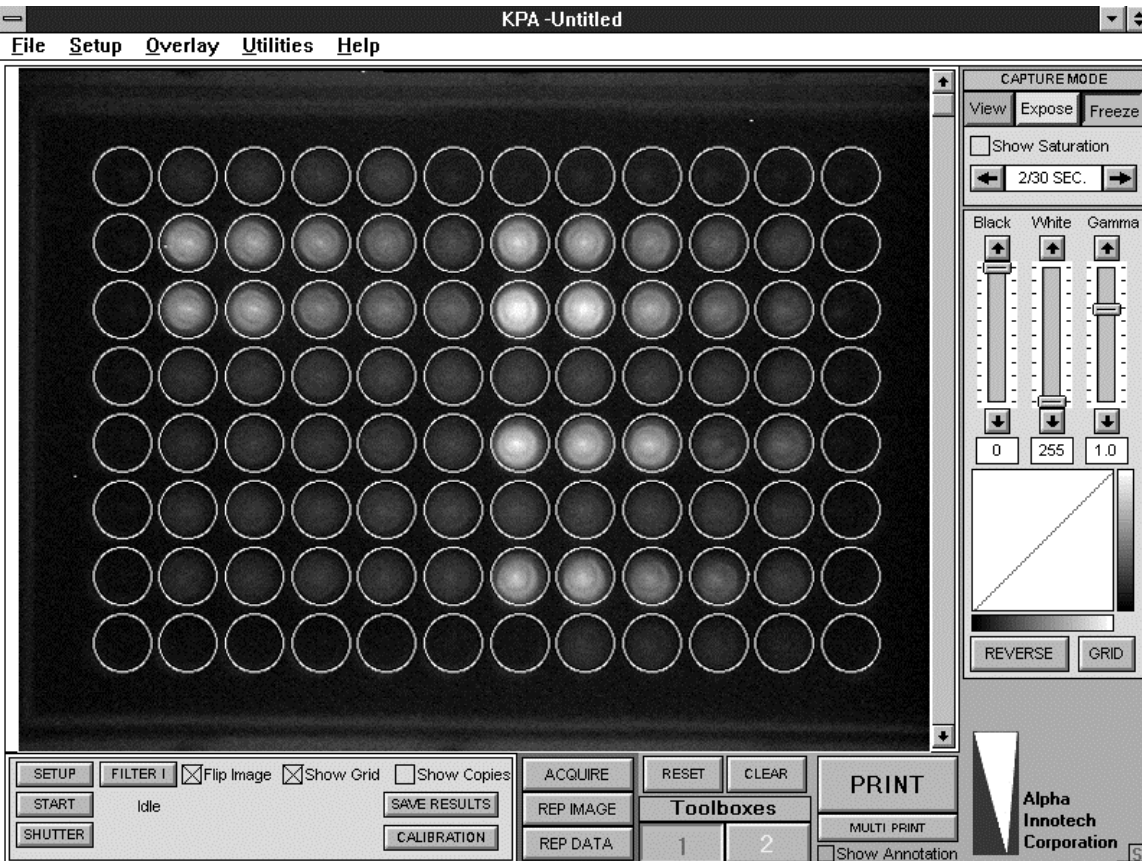 KPA -Untitled
File Setup Overlay Utilities Help
CAPTURE MODE
View Expose Freeze
Show Saturation
2/30 SEC.
Black White Gamma
0 255 1.0
REVERSE GRID
SETUP FILTER I Flip Image Show Grid Show Copies
START Idle SAVE RESULTS
SHUTTER CALIBRATION
ACQUIRE
REP IMAGE
REP DATA
RESET CLEAR
Toolboxes
1 2
PRINT
MULTI PRINT
Show Annotation
Alpha
Innotech
Corporation
S